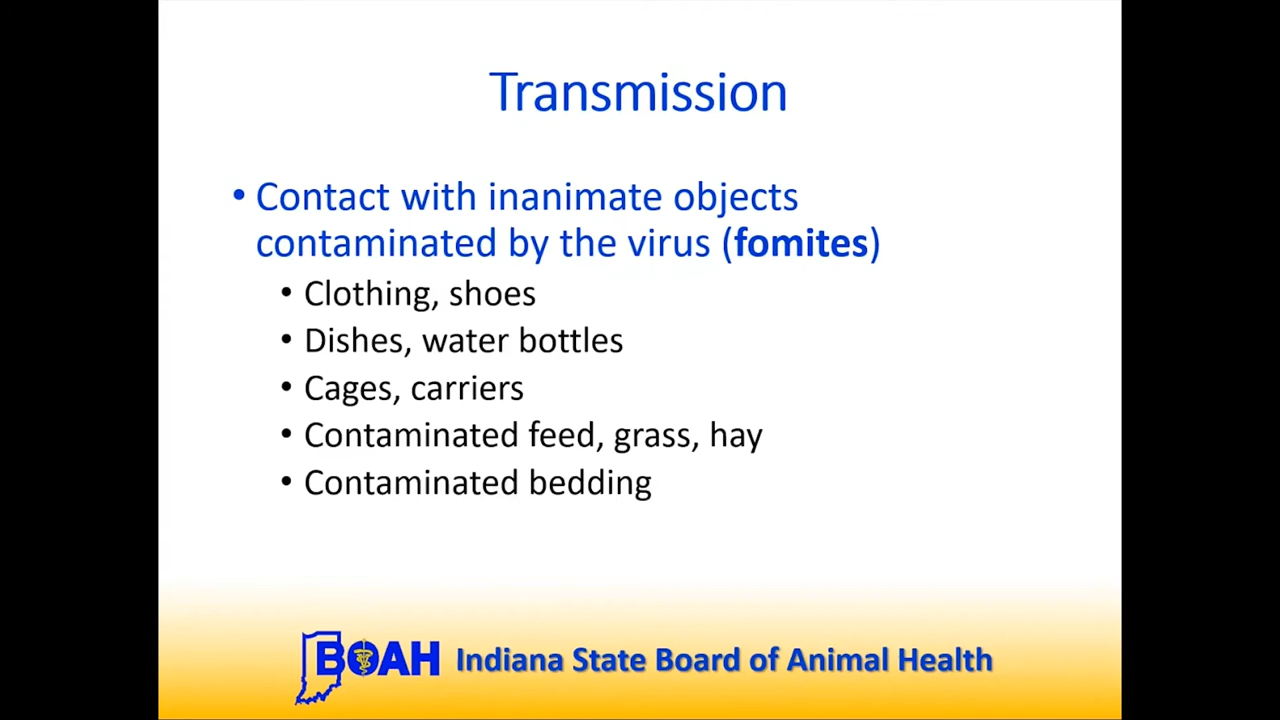 Transmission
• Contact with inanimate objects
contaminated by the virus (fomites)
• Clothing, shoes
• Dishes, water bottles
• Cages, carriers
• Contaminated feed, grass, hay
• Contaminated bedding
BOAH Indiana State Board of Animal Health